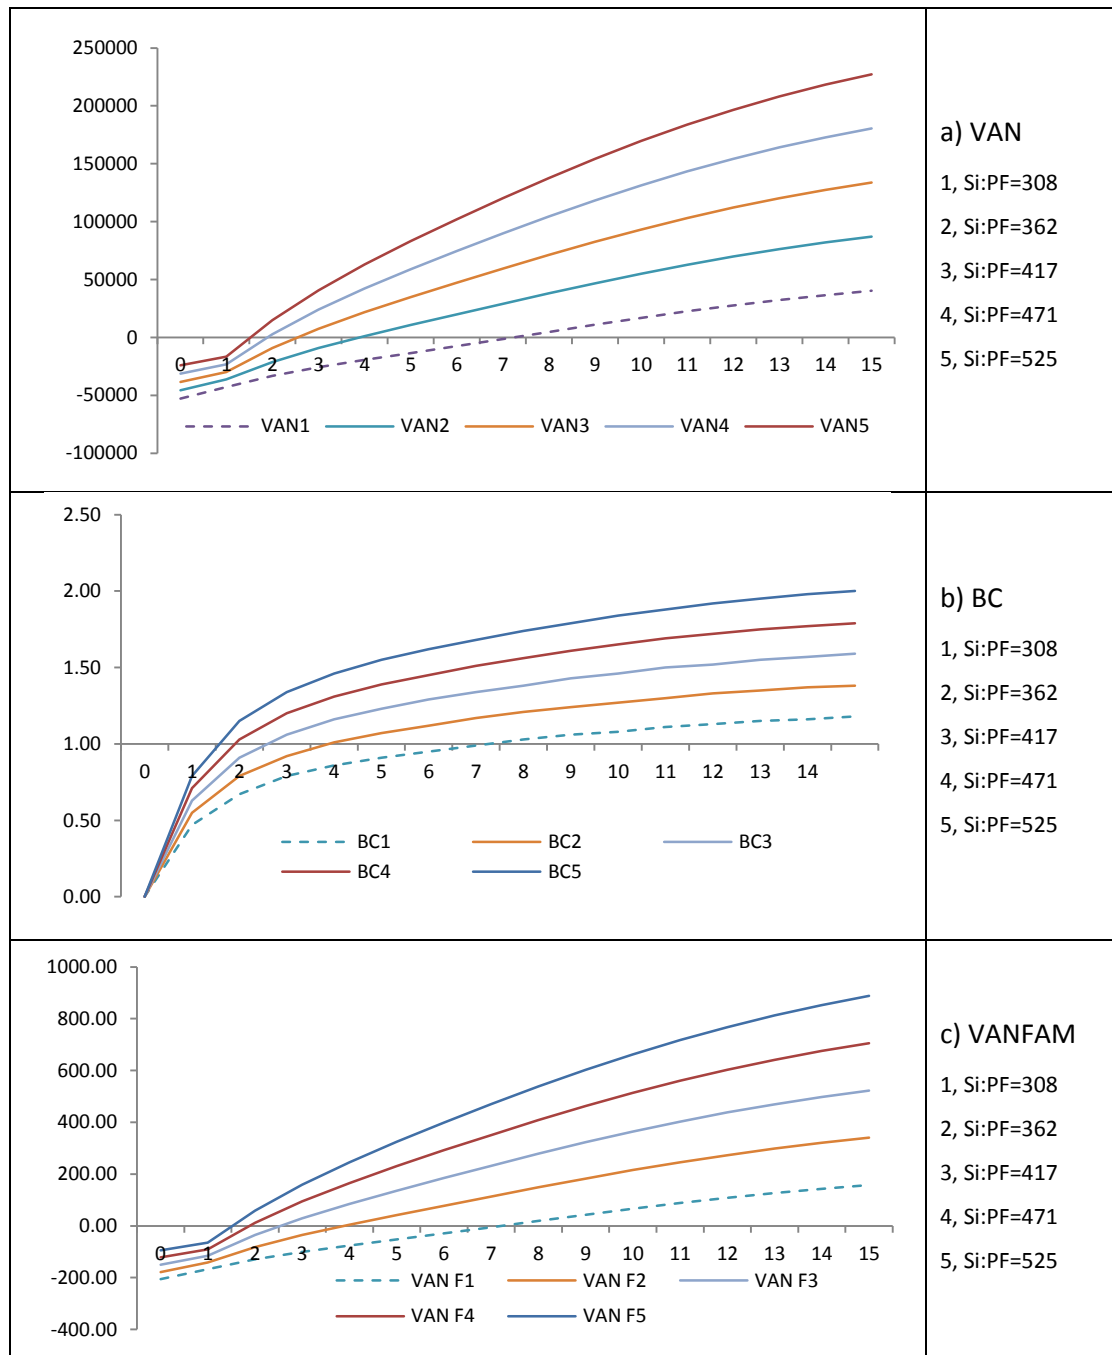 250000
200000
150000
100000
50000
0
-50000
-100000
0 1 2 3 4 5 6 7 8 9 10 11 12 13 14 15
VAN1 VAN2 VAN3 VAN4 VAN5
a) VAN
1, Si:PF=308
2, Si:PF=362
3, Si:PF=417
4, Si:PF=471
5, Si:PF=525
2.50
2.00
1.50
1.00
0.50
0.00
0 1 2 3 4 5 6 7 8 9 10 11 12 13 14
BC1 BC2 BC3
BC4 BC5
b) BC
1, Si:PF=308
2, Si:PF=362
3, Si:PF=417
4, Si:PF=471
5, Si:PF=525
1000.00
800.00
600.00
400.00
200.00
0.00
-200.00
-400.00
0 1 2 3 4 5 6 7 8 9 10 11 12 13 14 15
VAN F1 VAN F2 VAN F3
VAN F4 VAN F5
c) VANFAM
1, Si:PF=308
2, Si:PF=362
3, Si:PF=417
4, Si:PF=471
5, Si:PF=525